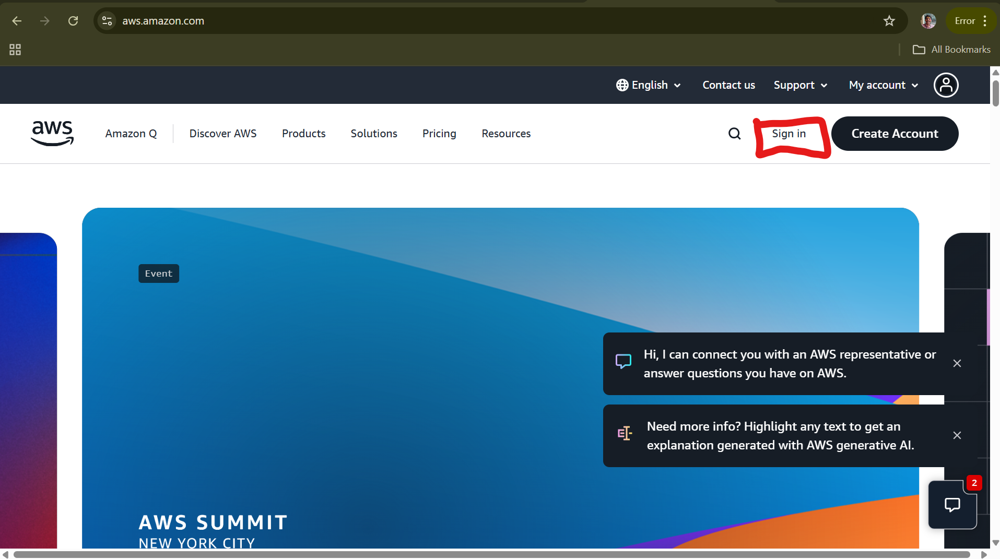 aws.amazon.com
Error
All Bookmarks
English
Contact us
Support
My account
aws
Amazon Q
Discover AWS
Products
Solutions
Pricing
Resources
Sign in
Create Account
Event
Hi, I can connect you with an AWS representative or
answer questions you have on AWS.
Need more info? Highlight any text to get an
explanation generated with AWS generative AI.
2
AWS SUMMIT
NEW YORK CITY